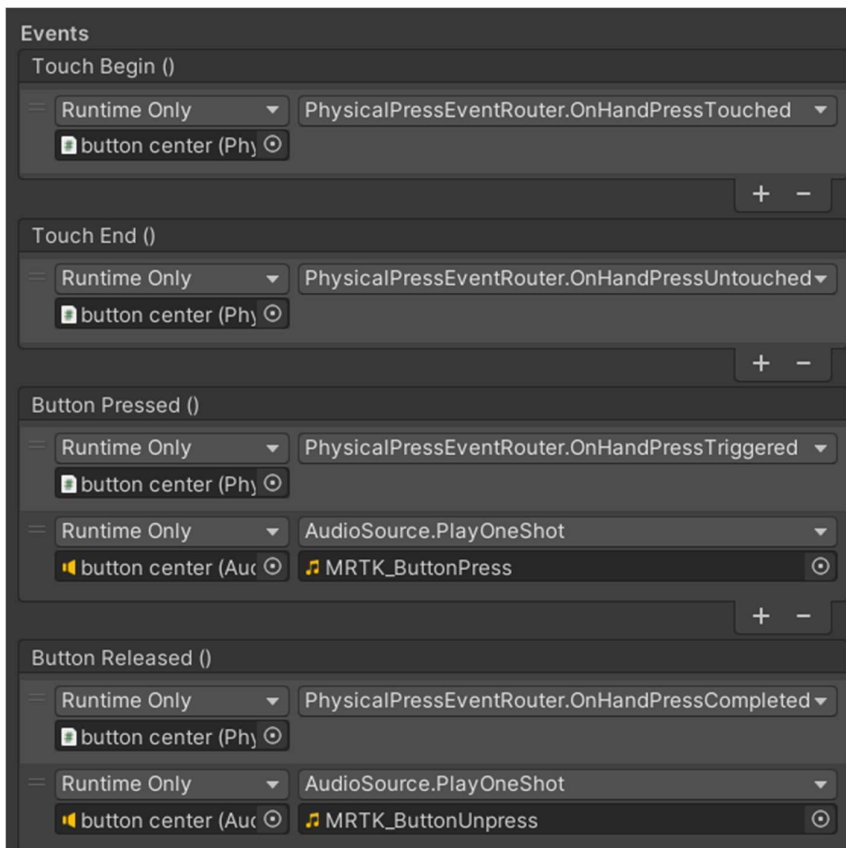 Events
Touch Begin ()
Runtime Only PhysicalPressEventRouter.OnHandPressTouched
button center (Phy
+ −
Touch End ()
Runtime Only PhysicalPressEventRouter.OnHandPressUntouched
button center (Phy
+ −
Button Pressed ()
Runtime Only PhysicalPressEventRouter.OnHandPressTriggered
button center (Phy
Runtime Only AudioSource.PlayOneShot
button center (Auc MRTK_ButtonPress
+ −
Button Released ()
Runtime Only PhysicalPressEventRouter.OnHandPressCompleted
button center (Phy
Runtime Only AudioSource.PlayOneShot
button center (Auc MRTK_ButtonUnpress